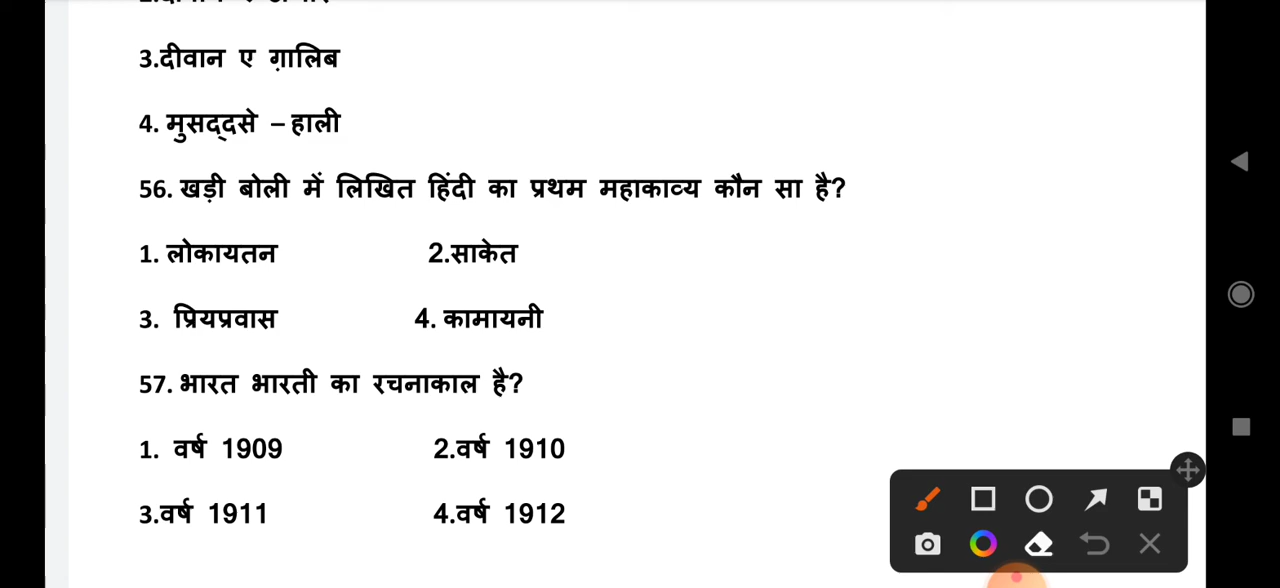 3.दीवान ए ग़ालिब
4. मुसद्दसे – हाली
56. खड़ी बोली में लिखित हिंदी का प्रथम महाकाव्य कौन सा है?
1. लोकायतन 2.साकेत
3. प्रियप्रवास 4. कामायनी
57. भारत भारती का रचनाकाल है?
1. वर्ष 1909 2.वर्ष 1910
3.वर्ष 1911 4.वर्ष 1912